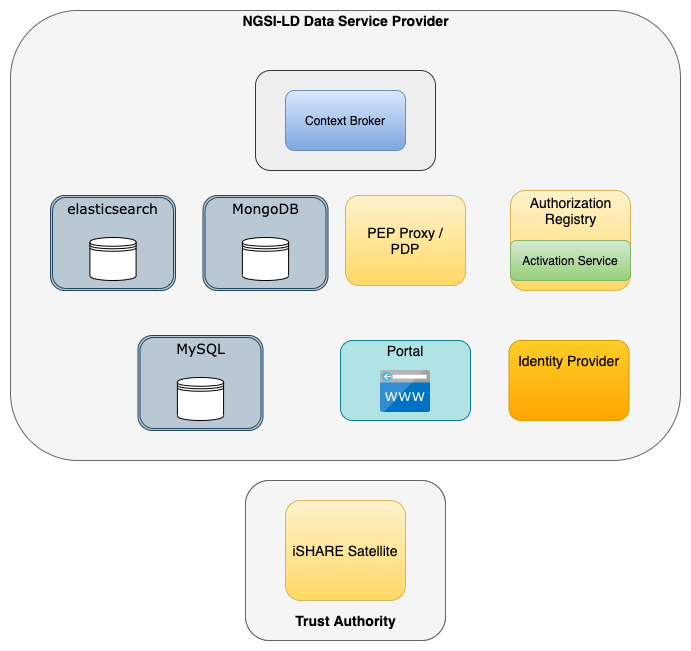 NGSI-LD Data Service Provider
Context Broker
elasticsearch
MongoDB
PEP Proxy /
PDP
Authorization
Registry
Activation Service
MySQL
Portal
WWW
Identity Provider
iSHARE Satellite
Trust Authority